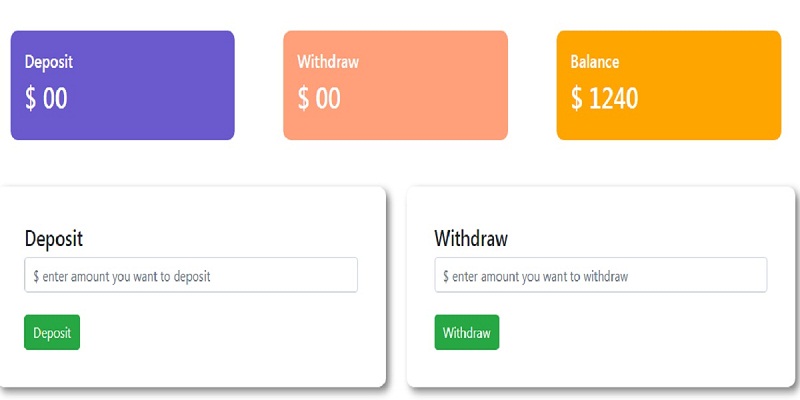 Deposit
$ 00
Withdraw
$ 00
Balance
$ 1240
Deposit
$ enter amount you want to deposit
Deposit
Withdraw
$ enter amount you want to withdraw
Withdraw